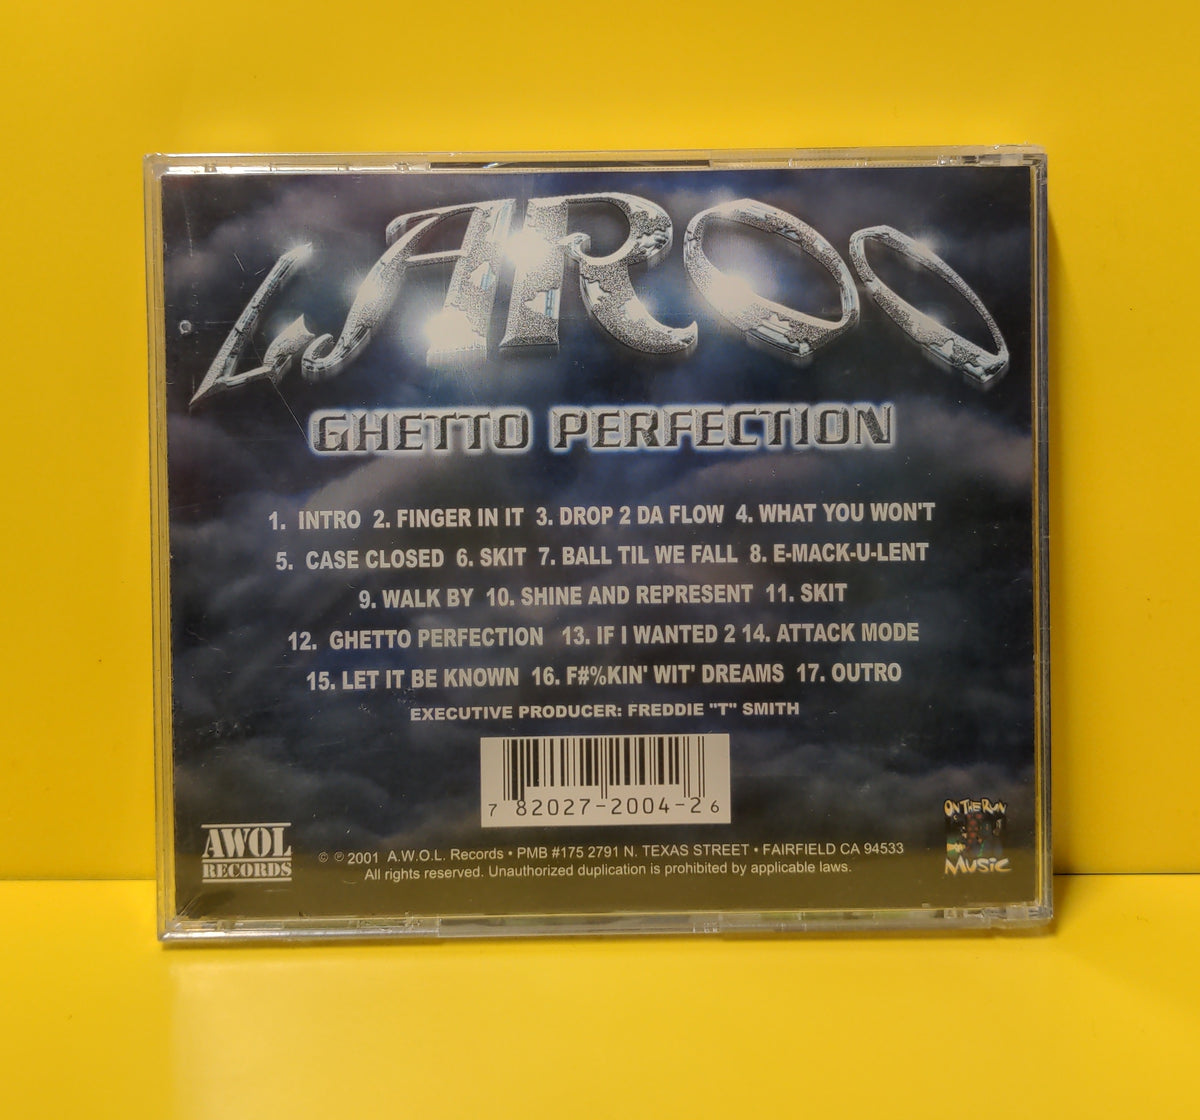 LAROO
GHETTO PERFECTION
1. INTRO 2. FINGER IN IT 3. DROP 2 DA FLOW 4. WHAT YOU WON'T
5. CASE CLOSED 6. SKIT 7. BALL TIL WE FALL 8. E-MACK-U-LENT
9. WALK BY 10. SHINE AND REPRESENT 11. SKIT
12. GHETTO PERFECTION 13. IF I WANTED 2 14. ATTACK MODE
15. LET IT BE KNOWN 16. F#%KIN' WIT' DREAMS 17. OUTRO
EXECUTIVE PRODUCER: FREDDIE "T" SMITH
7 82027-2004-2 6
AWOL
RECORDS
© ℗ 2001 A.W.O.L. Records • PMB #175 2791 N. TEXAS STREET • FAIRFIELD CA 94533
All rights reserved. Unauthorized duplication is prohibited by applicable laws.
ON THE RUN
MUSIC